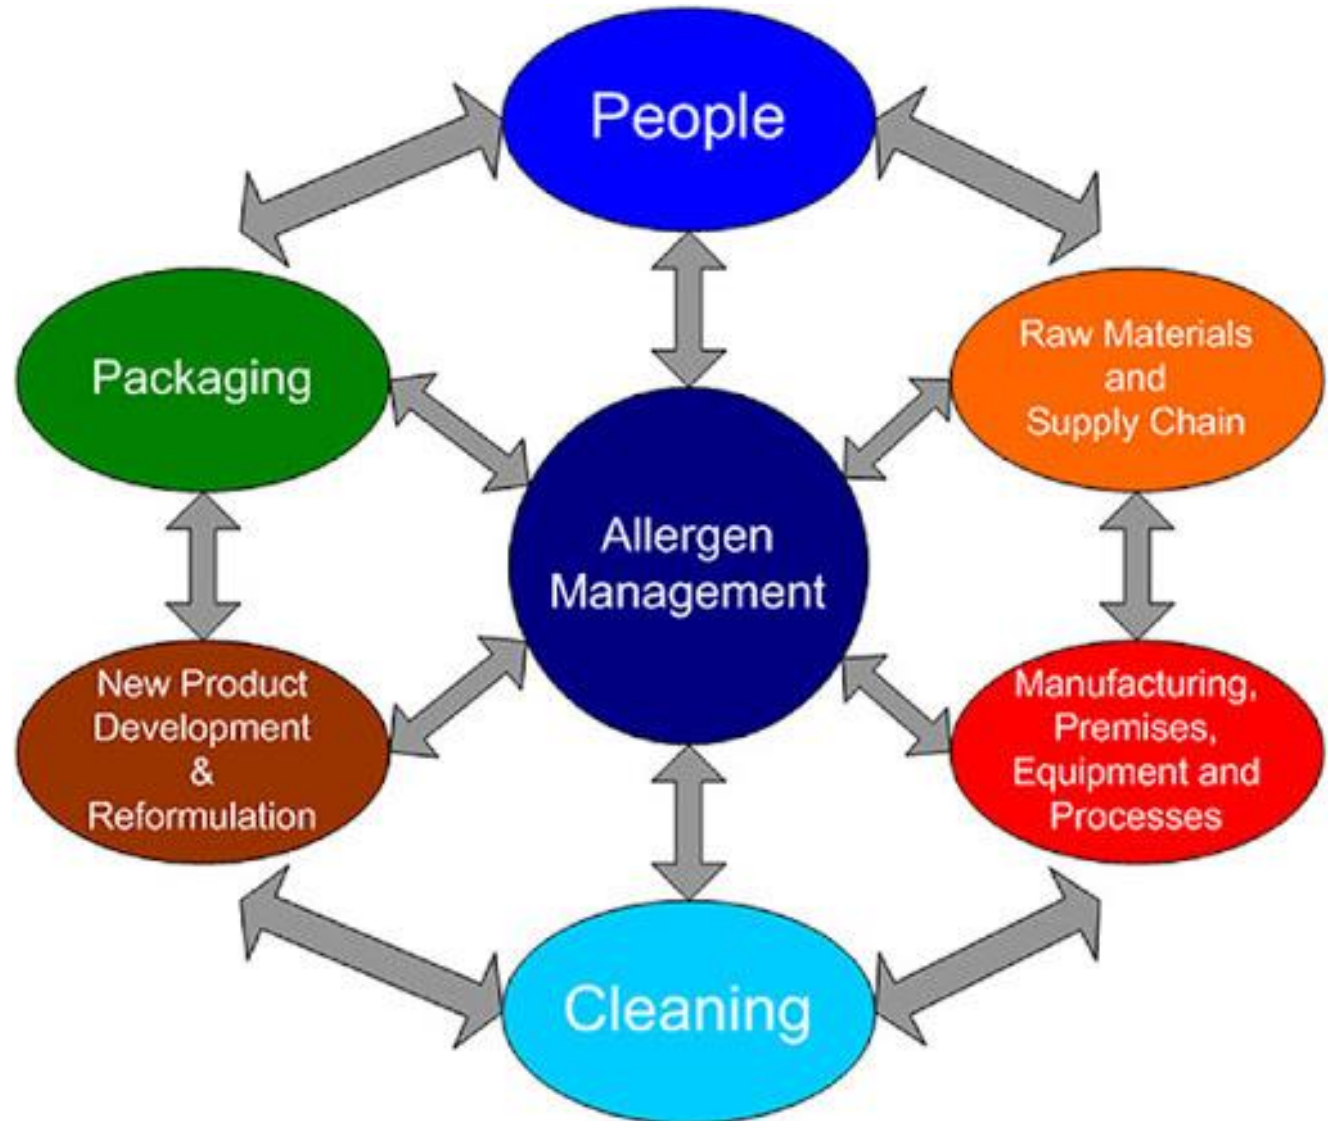 People
Packaging
Raw Materials
and
Supply Chain
Allergen
Management
New Product
Development
&
Reformulation
Manufacturing,
Premises,
Equipment and
Processes
Cleaning